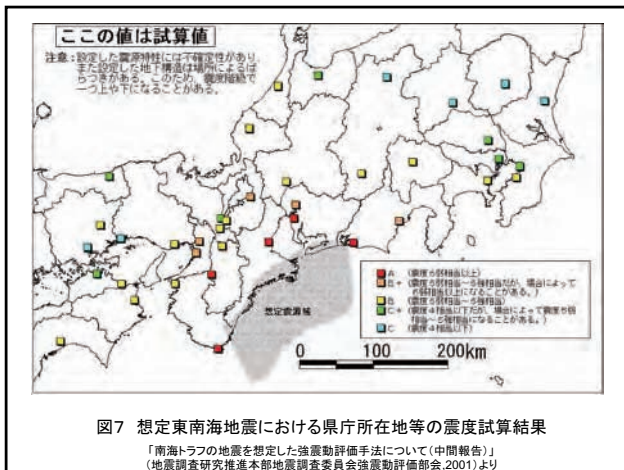 ここの値は試算値
注意：設定した震源特性には不確定性があり、
また設定した地下構造は場所によるば
らつきがある。このため、震度階級で
一つ上や下になることがある。
想定震源域
A （震度6弱相当以上）
B+ （震度5弱相当～5強相当だが、場合によって
6弱相当以上になることがある。）
B （震度5弱相当～5強相当）
C+ （震度4相当以下だが、場合によって震度5弱
相当～5強相当になることがある。）
C （震度4相当以下）
0 100 200km
図7 想定東南海地震における県庁所在地等の震度試算結果
「南海トラフの地震を想定した強震動評価手法について（中間報告）」
（地震調査研究推進本部地震調査委員会強震動評価部会,2001）より